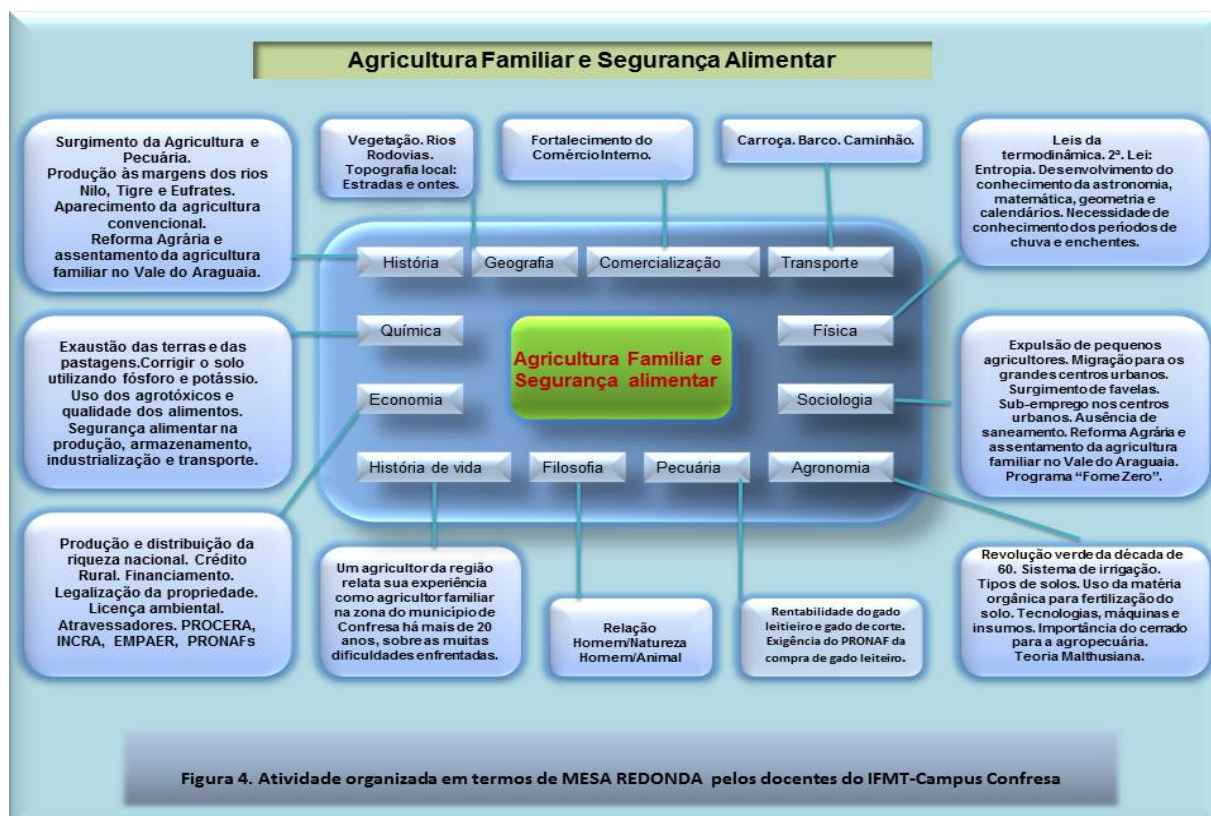 Agricultura Familiar e Segurança Alimentar
Surgimento da Agricultura e
Pecuária.
Produção às margens dos rios
Nilo, Tigre e Eufrates.
Aparecimento da agricultura
convencional.
Reforma Agrária e
assentamento da agricultura
familiar no Vale do Araguaia.
Vegetação. Rios
Rodovias.
Topografia local:
Estradas e ontes.
Fortalecimento do
Comércio Interno.
Carroça. Barco. Caminhão.
Leis da
termodinâmica. 2ª. Lei:
Entropia. Desenvolvimento do
conhecimento da astronomia,
matemática, geometria e
calendários. Necessidade de
conhecimento dos períodos de
chuva e enchentes.
História
Geografia
Comercialização
Transporte
Química
Física
Economia
Sociologia
Agricultura Familiar e
Segurança alimentar
História de vida
Filosofia
Pecuária
Agronomia
Exaustão das terras e das
pastagens.Corrigir o solo
utilizando fósforo e potássio.
Uso dos agrotóxicos e
qualidade dos alimentos.
Segurança alimentar na
produção, armazenamento,
industrialização e transporte.
Expulsão de pequenos
agricultores. Migração para os
grandes centros urbanos.
Surgimento de favelas.
Sub-emprego nos centros
urbanos. Ausência de
saneamento. Reforma Agrária e
assentamento da agricultura
familiar no Vale do Araguaia.
Programa “Fome Zero”.
Produção e distribuição da
riqueza nacional. Crédito
Rural. Financiamento.
Legalização da propriedade.
Licença ambiental.
Atravessadores. PROCERA,
INCRA, EMPAER, PRONAFs
Um agricultor da região
relata sua experiência
como agricultor familiar
na zona do município de
Confresa há mais de 20
anos, sobre as muitas
dificuldades enfrentadas.
Relação
Homem/Natureza
Homem/Animal
Rentabilidade do gado
leitieiro e gado de corte.
Exigência do PRONAF da
compra de gado leiteiro.
Revolução verde da década de
60. Sistema de irrigação.
Tipos de solos. Uso da matéria
orgânica para fertilização do
solo. Tecnologias, máquinas e
insumos. Importância do cerrado
para a agropecuária.
Teoria Malthusiana.
Figura 4. Atividade organizada em termos de MESA REDONDA pelos docentes do IFMT-Campus Confresa